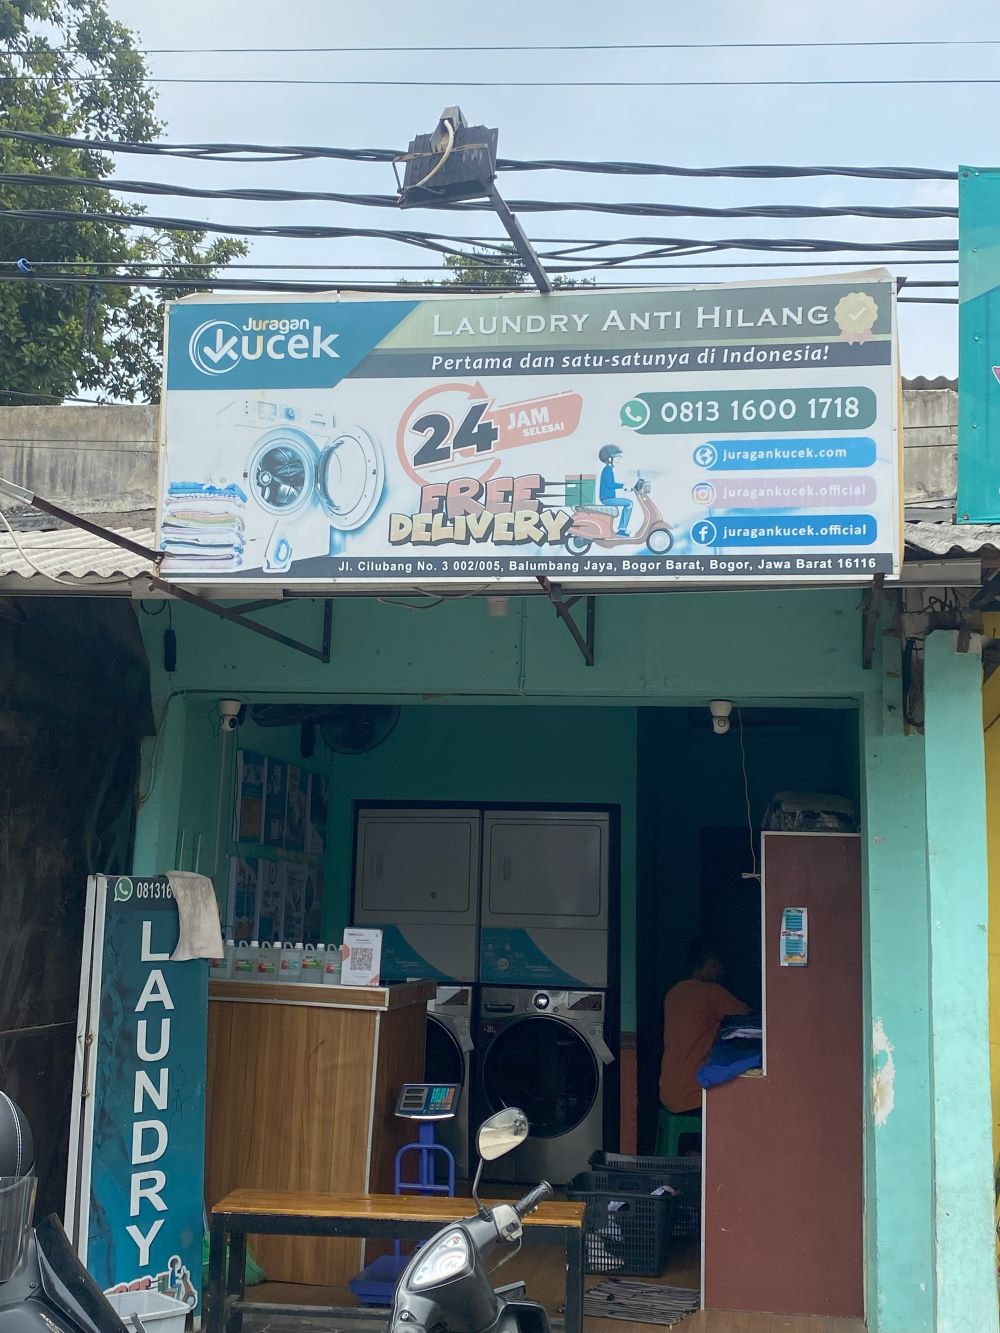 Juragan
Kucek
LAUNDRY ANTI HILANG
Pertama dan satu-satunya di Indonesia!
24 JAM
SELESAI
0813 1600 1718
FREE
DELIVERY
juragankucek.com
juragankucek.official
juragankucek.official
Jl. Cilubang No. 3 002/005, Balumbang Jaya, Bogor Barat, Bogor, Jawa Barat 16116
081316
LAUNDRY